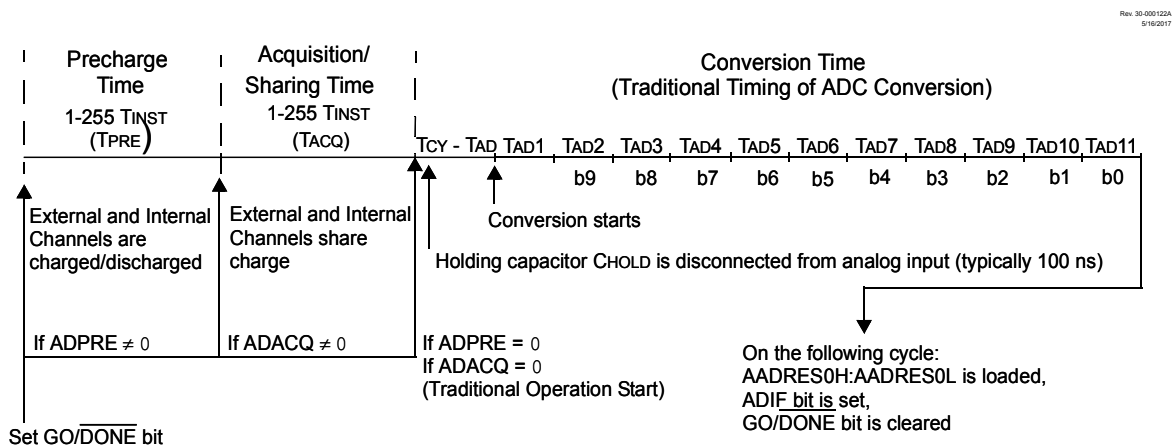 Rev. 30-000122A
5/16/2017
Precharge
Time
1-255 TINST
(TPRE)
Acquisition/
Sharing Time
1-255 TINST
(TACQ)
Conversion Time
(Traditional Timing of ADC Conversion)
TCY - TAD TAD1 TAD2 TAD3 TAD4 TAD5 TAD6 TAD7 TAD8 TAD9 TAD10 TAD11
b9 b8 b7 b6 b5 b4 b3 b2 b1 b0
External and Internal
Channels are
charged/discharged
External and Internal
Channels share
charge
Conversion starts
Holding capacitor CHOLD is disconnected from analog input (typically 100 ns)
If ADPRE ≠ 0
If ADACQ ≠ 0
If ADPRE = 0
If ADACQ = 0
(Traditional Operation Start)
On the following cycle:
AADRES0H:AADRES0L is loaded,
ADIF bit is set,
GO/D̅O̅N̅E̅ bit is cleared
Set GO/D̅O̅N̅E̅ bit